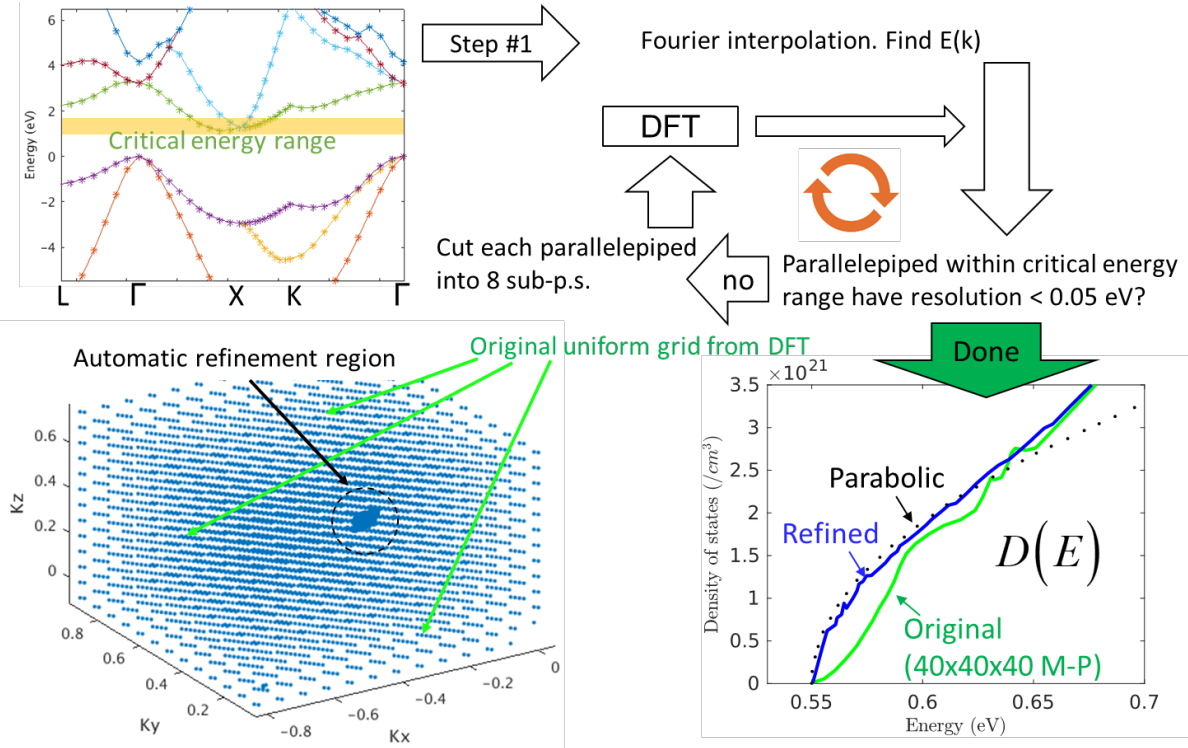 6
4
2
0
−2
−4
Energy (eV)
Critical energy range
L Γ X K Γ
Step #1
Fourier interpolation. Find E(k)
DFT
Cut each parallelepiped
into 8 sub-p.s.
no
Parallelepiped within critical energy
range have resolution < 0.05 eV?
Done
Automatic refinement region
Original uniform grid from DFT
0.6
0.4
0.2
0
Kz
0.8
0.6
0.4
0.2
Ky
−0.8
−0.6
−0.4
−0.2
0
Kx
×10²¹
3.5
3
2.5
2
1.5
1
0.5
0
Density of states (/cm³)
Parabolic
Refined
D(E)
Original
(40x40x40 M-P)
0.55 0.6 0.65 0.7
Energy (eV)